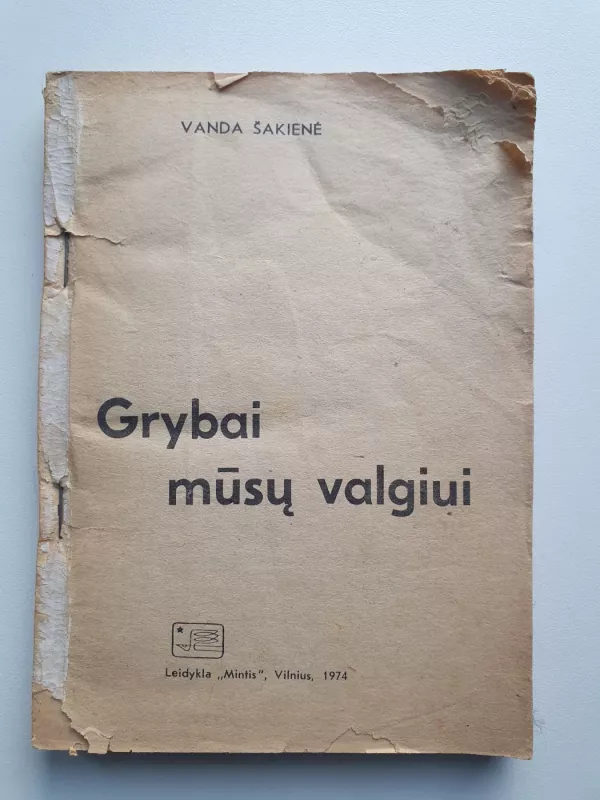 VANDA ŠAKIENĖ
Grybai
mūsų valgiui
Leidykla „Mintis", Vilnius, 1974